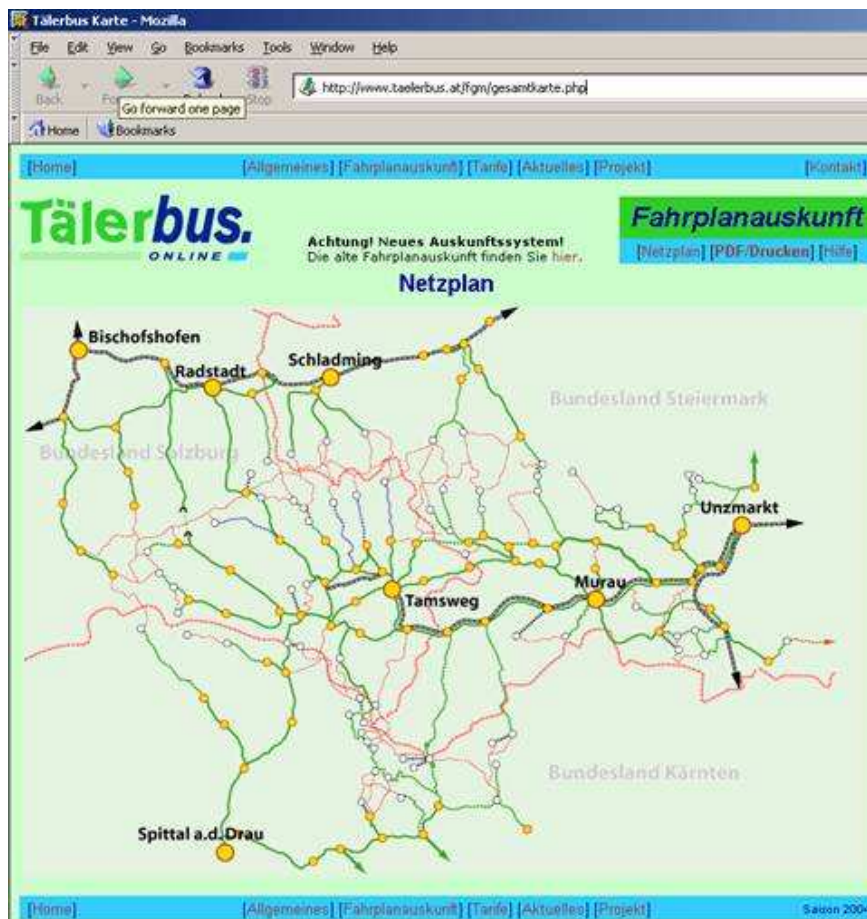 Tälerbus Karte - Mozilla
File Edit View Go Bookmarks Tools Window Help
Back Stop
http://www.taelerbus.at/fgm/gesamtkarte.php
Go forward one page
Home Bookmarks
[Home] [Allgemeines] [Fahrplanauskunft] [Tarife] [Aktuelles] [Projekt] [Kontakt]
Tälerbus.
ONLINE
Fahrplanauskunft
Achtung! Neues Auskunftssystem!
Die alte Fahrplanauskunft finden Sie hier.
[Netzplan] [PDF/Drucken] [Hilfe]
Netzplan
Bischofshofen
Radstadt
Schladming
Bundesland Steiermark
Bundesland Salzburg
Unzmarkt
Tamsweg
Murau
Bundesland Kärnten
Spittal a.d.Drau
[Home] [Allgemeines] [Fahrplanauskunft] [Tarife] [Aktuelles] [Projekt] Saison 2004